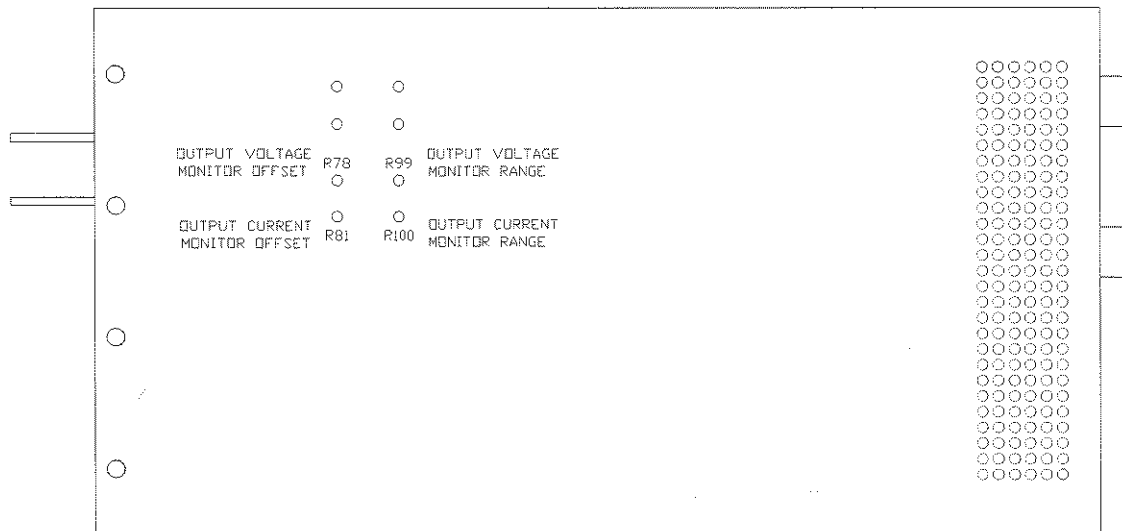 OUTPUT VOLTAGE
MONITOR OFFSET
R78
R99
OUTPUT VOLTAGE
MONITOR RANGE
OUTPUT CURRENT
MONITOR OFFSET
R81
R100
OUTPUT CURRENT
MONITOR RANGE